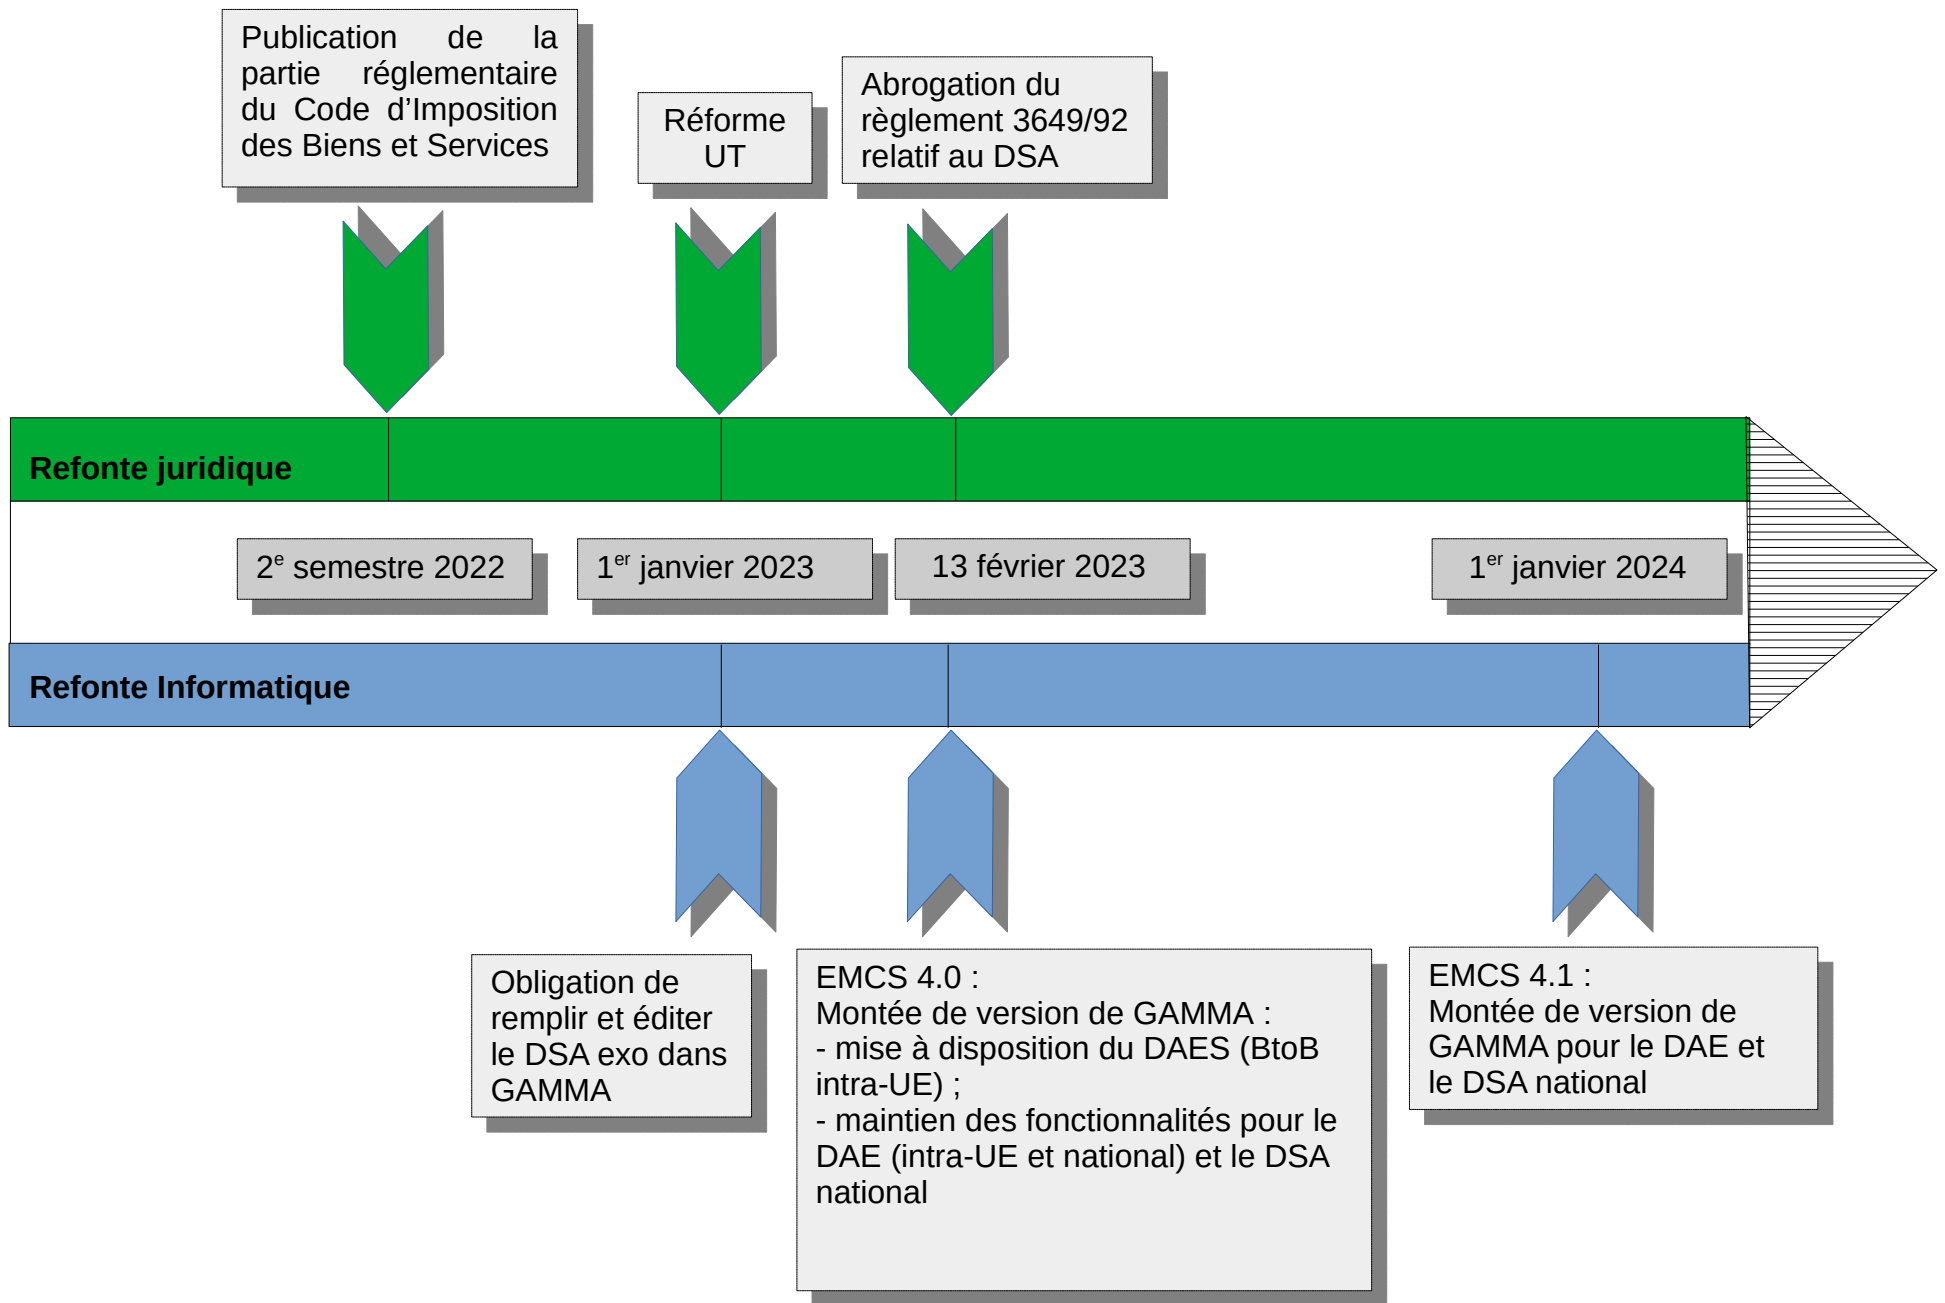 Publication de la
partie réglementaire
du Code d’Imposition
des Biens et Services
Réforme
UT
Abrogation du
règlement 3649/92
relatif au DSA
Refonte juridique
2e semestre 2022
1er janvier 2023
13 février 2023
1er janvier 2024
Refonte Informatique
Obligation de
remplir et éditer
le DSA exo dans
GAMMA
EMCS 4.0 :
Montée de version de GAMMA :
- mise à disposition du DAES (BtoB
intra-UE) ;
- maintien des fonctionnalités pour le
DAE (intra-UE et national) et le DSA
national
EMCS 4.1 :
Montée de version de
GAMMA pour le DAE et
le DSA national